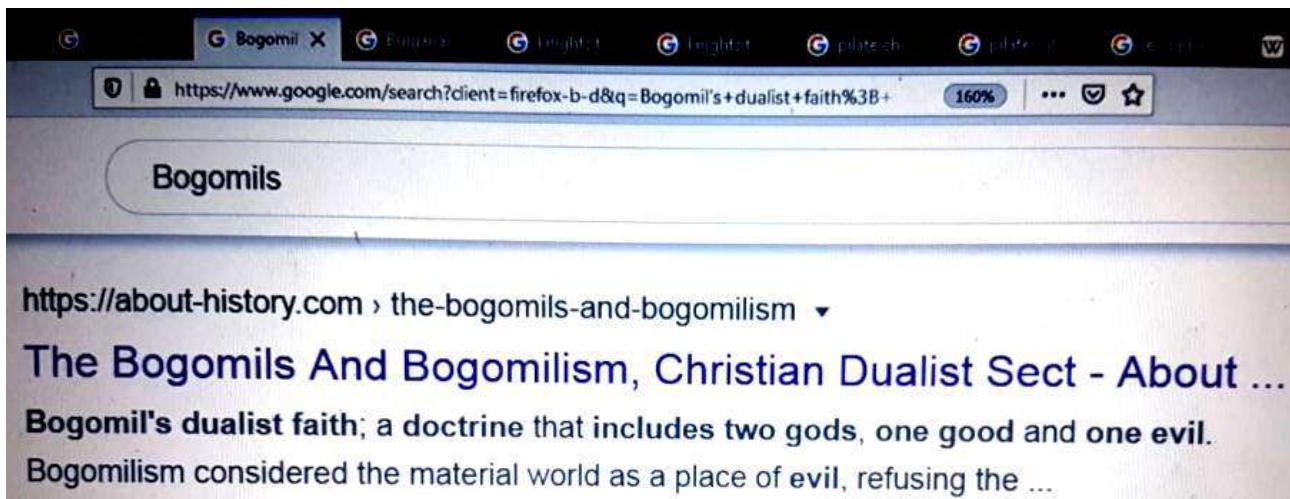 Bogomil
https://www.google.com/search?client=firefox-b-d&q=Bogomil's+dualist+faith%3B+ 160%
Bogomils
https://about-history.com › the-bogomils-and-bogomilism
The Bogomils And Bogomilism, Christian Dualist Sect - About ...
Bogomil's dualist faith; a doctrine that includes two gods, one good and one evil.
Bogomilism considered the material world as a place of evil, refusing the ...